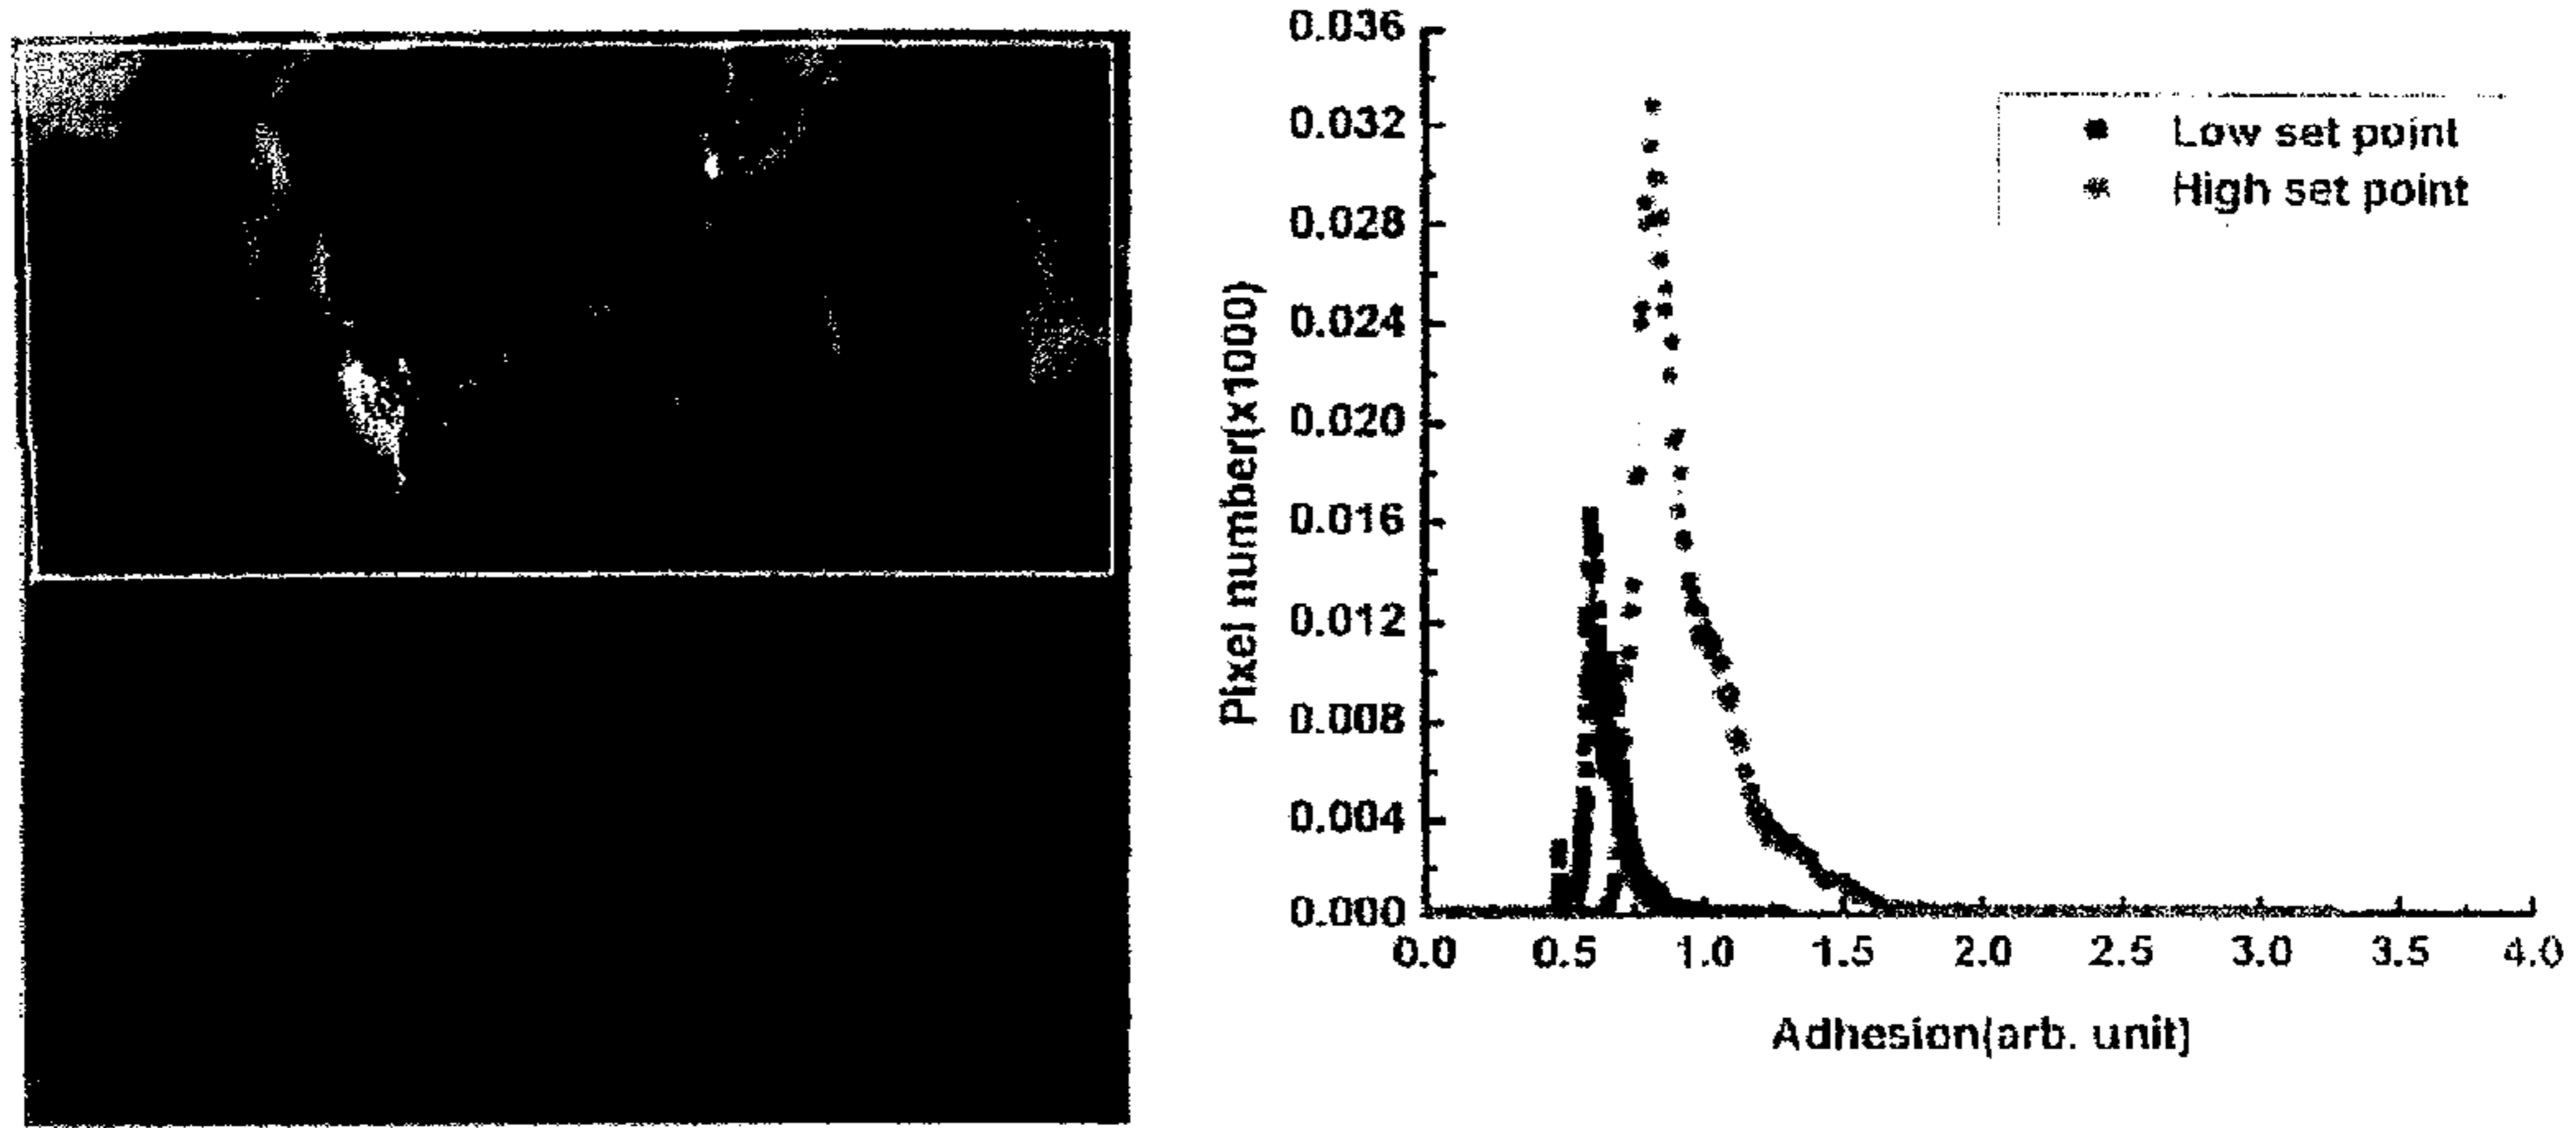 0.036
0.032
0.028
0.024
0.020
0.016
0.012
0.008
0.004
0.000
Pixel number(x1000)
Low set point
High set point
0.0 0.5 1.0 1.5 2.0 2.5 3.0 3.5 4.0
Adhesion(arb. unit)